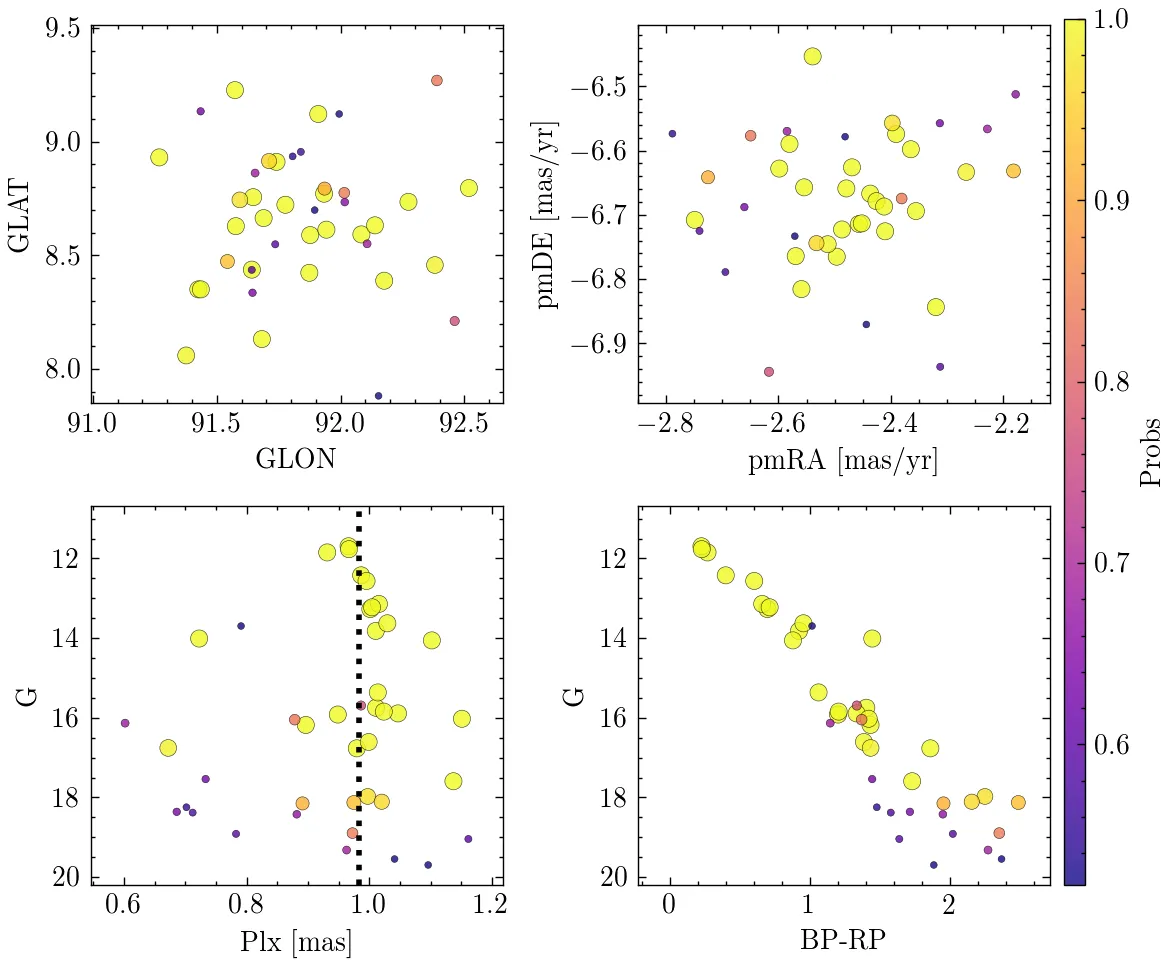 9.5
9.0
8.5
8.0
GLAT
91.0 91.5 92.0 92.5
GLON
−6.5
−6.6
−6.7
−6.8
−6.9
pmDE [mas/yr]
−2.8 −2.6 −2.4 −2.2
pmRA [mas/yr]
12
14
16
18
20
G
0.6 0.8 1.0 1.2
Plx [mas]
12
14
16
18
20
G
0 1 2
BP-RP
1.0
0.9
0.8
0.7
0.6
Probs